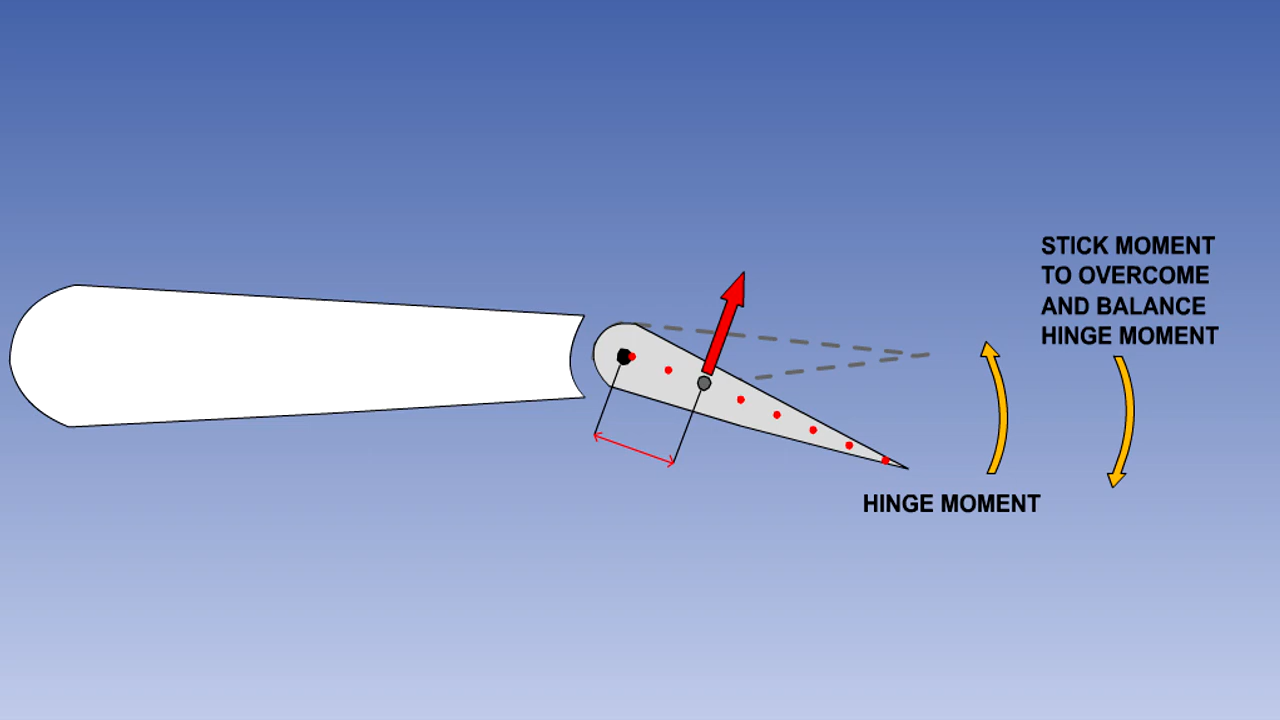 STICK MOMENT
TO OVERCOME
AND BALANCE
HINGE MOMENT
HINGE MOMENT